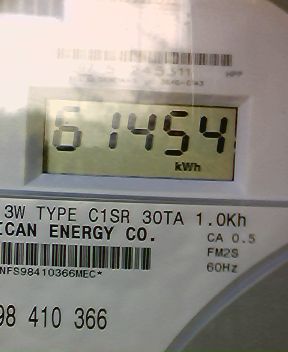 HPP
61454
kWh
3W TYPE C1SR 30TA 1.0Kh
ICAN ENERGY CO.
CA 0.5
FM2S
NFS98410366MEC*
60Hz
98 410 366